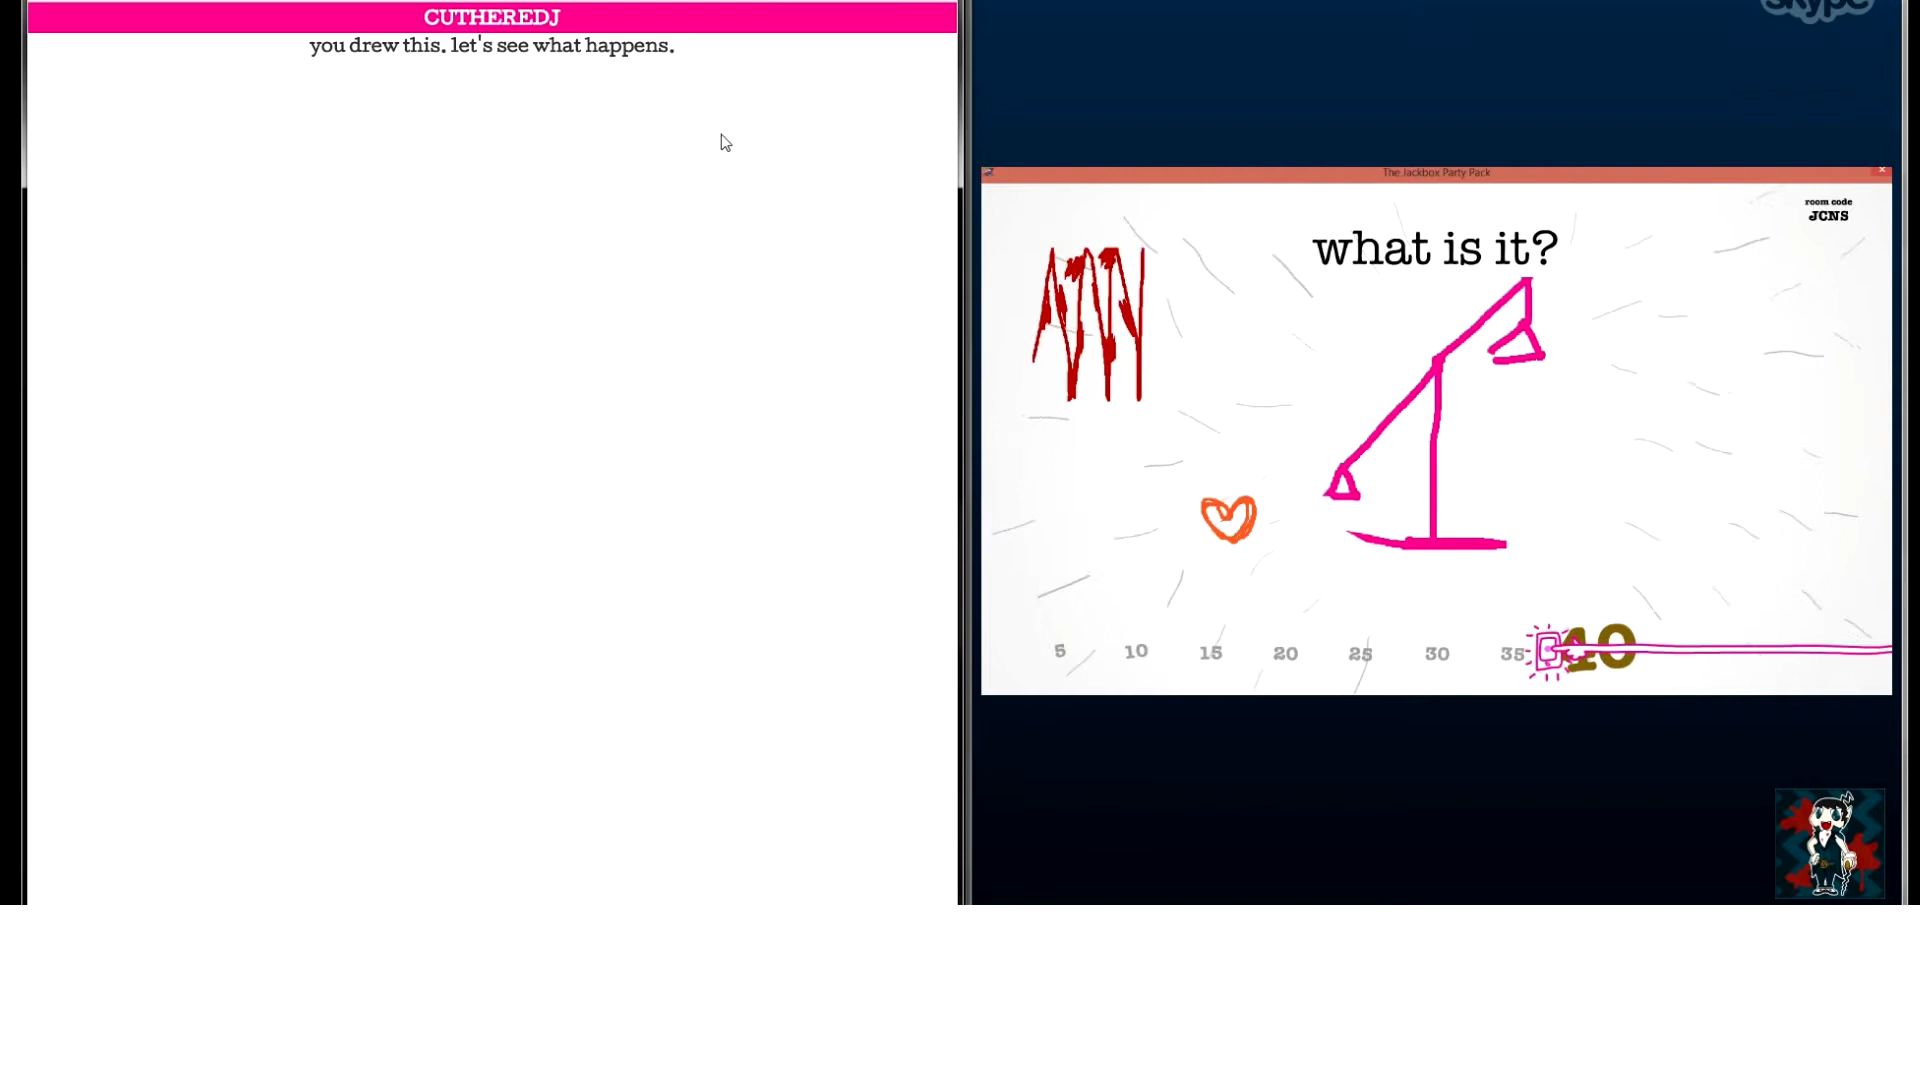 CUTHEREDJ
you drew this. let's see what happens.
skype
The Jackbox Party Pack
room code
JCNS
what is it?
5 10 15 20 25 30 35 40